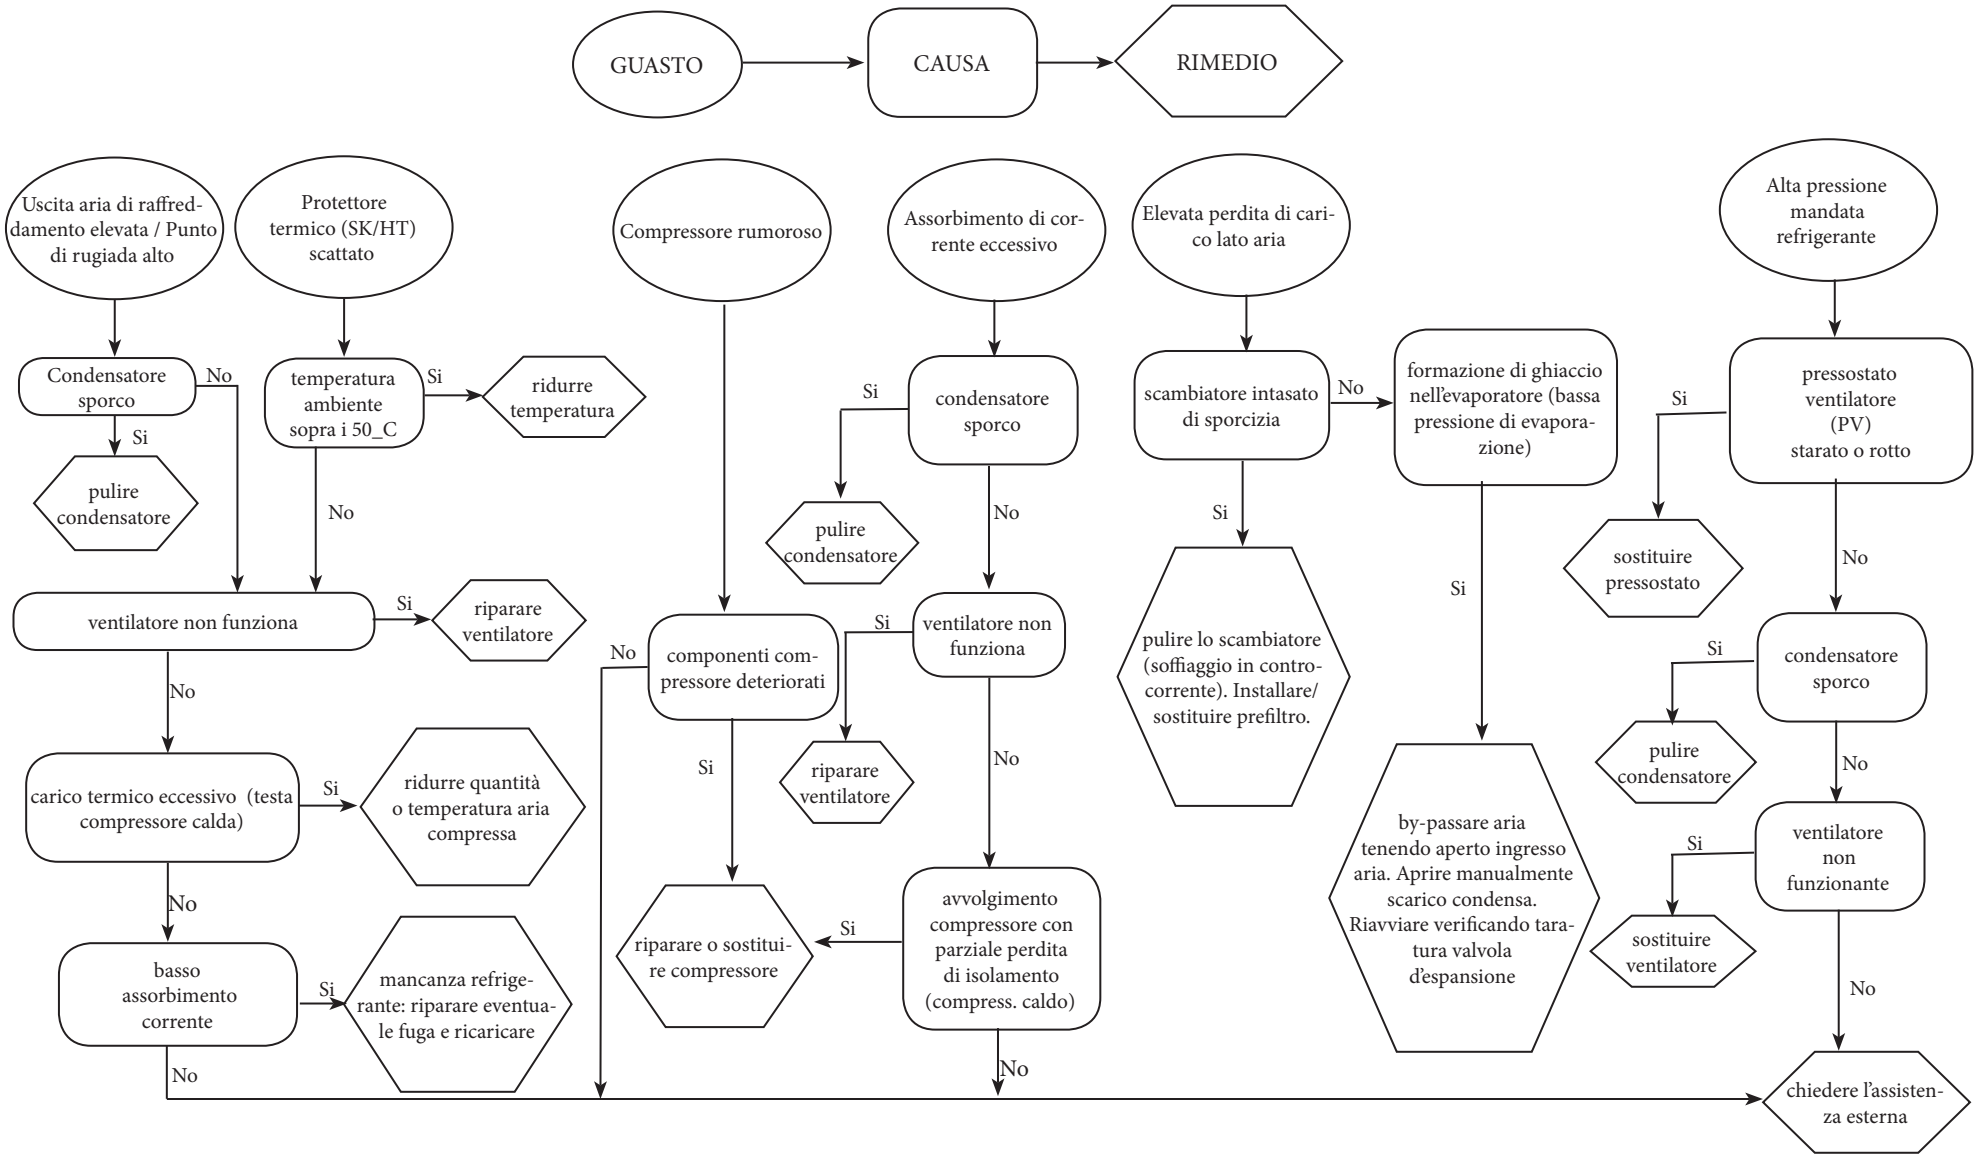 GUASTO
CAUSA
RIMEDIO
Uscita aria di raffred-
damento elevata / Punto
di rugiada alto
Protettore
termico (SK/HT)
scattato
Compressore rumoroso
Assorbimento di cor-
rente eccessivo
Elevata perdita di cari-
co lato aria
Alta pressione
mandata
refrigerante
Condensatore
sporco
No
Si
pulire
condensatore
temperatura
ambiente
sopra i 50_C
Si
ridurre
temperatura
No
ventilatore non funziona
Si
riparare
ventilatore
No
carico termico eccessivo (testa
compressore calda)
Si
ridurre quantità
o temperatura aria
compressa
No
basso
assorbimento
corrente
Si
mancanza refrige-
rante: riparare eventua-
le fuga e ricaricare
No
componenti com-
pressore deteriorati
No
Si
riparare o sostitui-
re compressore
condensatore
sporco
Si
pulire
condensatore
No
ventilatore non
funziona
Si
riparare
ventilatore
No
avvolgimento
compressore con
parziale perdita
di isolamento
(compress. caldo)
Si
No
scambiatore intasato
di sporcizia
No
Si
pulire lo scambiatore
(soffiaggio in contro-
corrente). Installare/
sostituire prefiltro.
formazione di ghiaccio
nell'evaporatore (bassa
pressione di evapora-
zione)
Si
by-passare aria
tenendo aperto ingresso
aria. Aprire manualmente
scarico condensa.
Riavviare verificando tara-
tura valvola
d'espansione
pressostato
ventilatore
(PV)
starato o rotto
Si
sostituire
pressostato
No
condensatore
sporco
Si
pulire
condensatore
No
ventilatore
non
funzionante
Si
sostituire
ventilatore
No
chiedere l'assisten-
za esterna